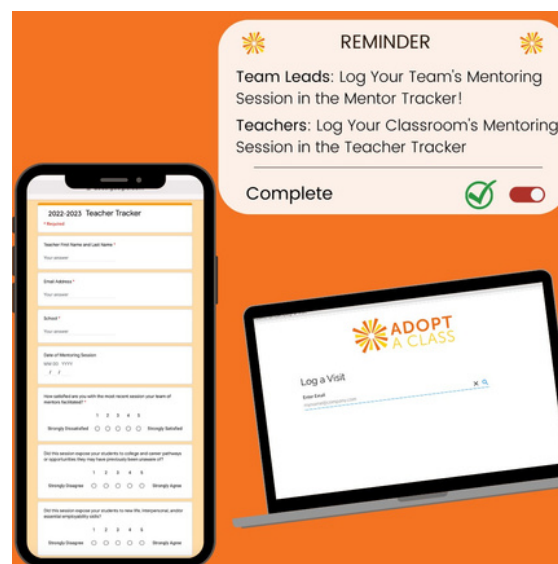 REMINDER
Team Leads: Log Your Team's Mentoring
Session in the Mentor Tracker!
Teachers: Log Your Classroom's Mentoring
Session in the Teacher Tracker
Complete
2022-2023 Teacher Tracker
* Required
Teacher First Name and Last Name *
Your answer
Email Address *
Your answer
School *
Your answer
Date of Mentoring Session
MM DD YYYY
/ /
How satisfied are you with the most recent session your team of
mentors facilitated? *
1 2 3 4 5
Strongly Dissatisfied Strongly Satisfied
Did this session expose your students to college and career pathways
or opportunities they may have previously been unaware of?
1 2 3 4 5
Strongly Disagree Strongly Agree
Did this session expose your students to new life, interpersonal, and/or
essential employability skills?
1 2 3 4 5
Strongly Disagree Strongly Agree
ADOPT
A CLASS
Log a Visit
Enter Email